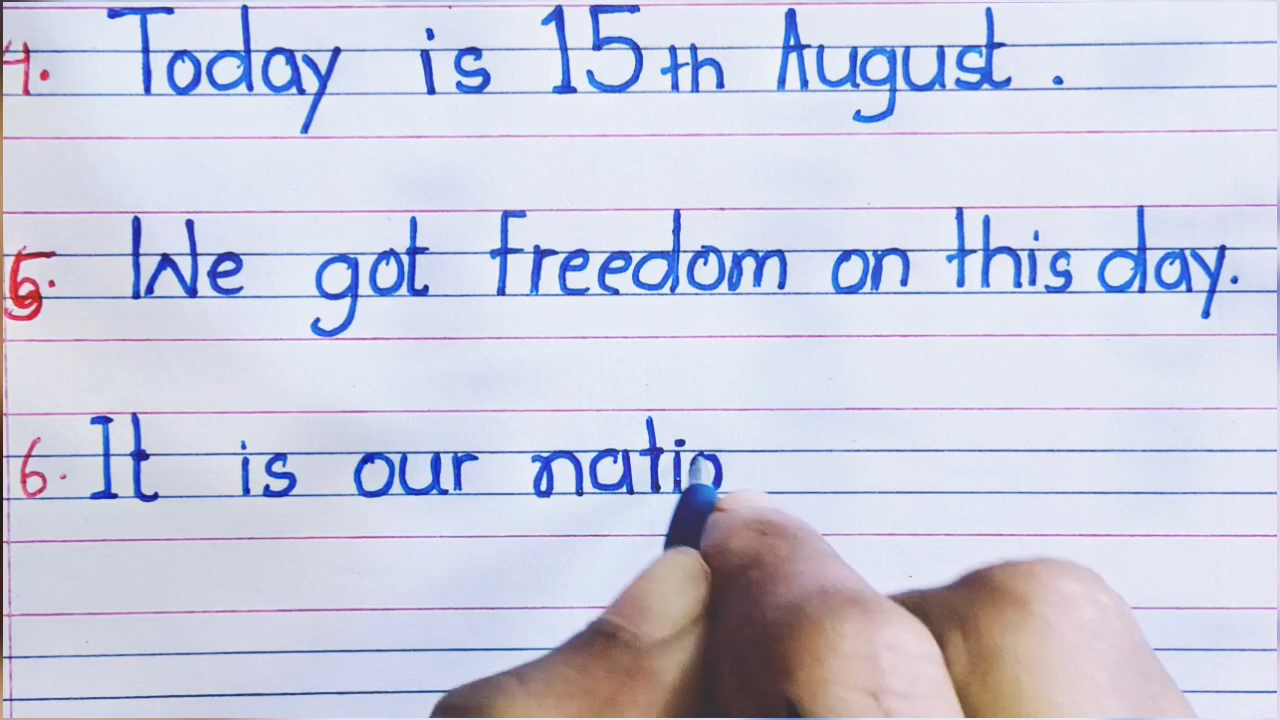 4. Today is 15th August.
5. We got freedom on this day.
6. It is our natio